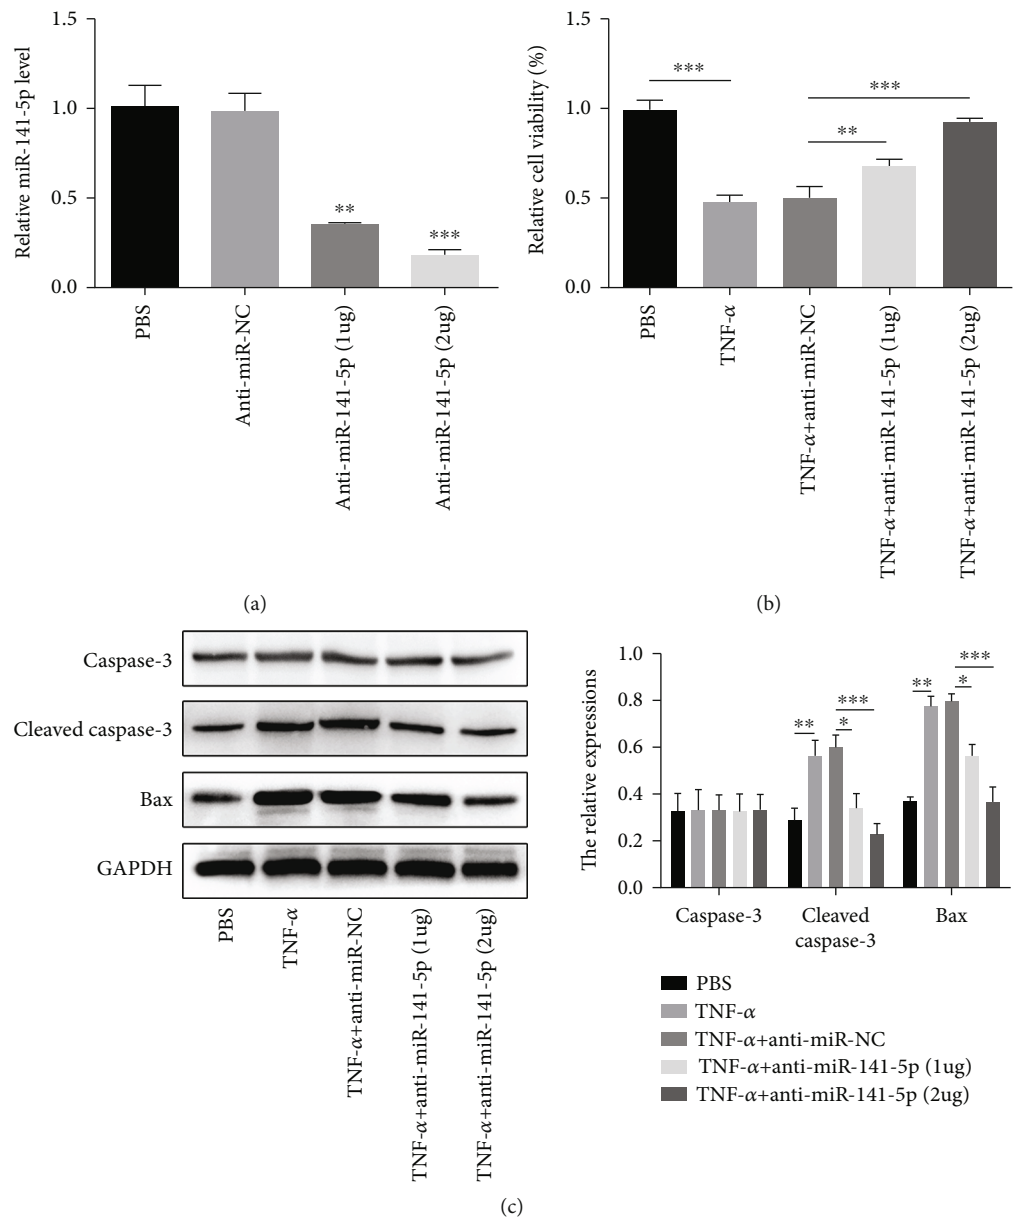 1.5
1.0
0.5
0.0
Relative miR-141-5p level
**
***
PBS
Anti-miR-NC
Anti-miR-141-5p (1ug)
Anti-miR-141-5p (2ug)
(a)
1.5
1.0
0.5
0.0
Relative cell viability (%)
***
***
**
PBS
TNF-α
TNF-α+anti-miR-NC
TNF-α+anti-miR-141-5p (1ug)
TNF-α+anti-miR-141-5p (2ug)
(b)
Caspase-3
Cleaved caspase-3
Bax
GAPDH
PBS
TNF-α
TNF-α+anti-miR-NC
TNF-α+anti-miR-141-5p (1ug)
TNF-α+anti-miR-141-5p (2ug)
1.0
0.8
0.6
0.4
0.2
0.0
The relative expressions
**
***
*
**
***
*
Caspase-3
Cleaved
caspase-3
Bax
PBS
TNF-α
TNF-α+anti-miR-NC
TNF-α+anti-miR-141-5p (1ug)
TNF-α+anti-miR-141-5p (2ug)
(c)